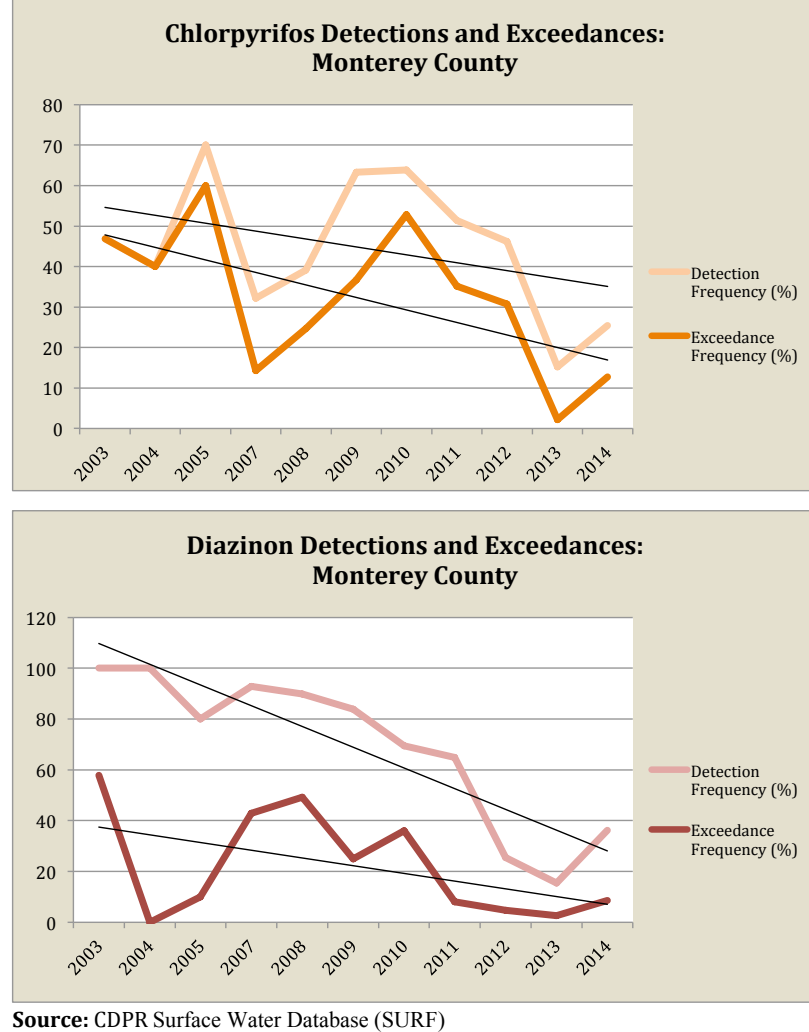 Chlorpyrifos Detections and Exceedances:
Monterey County
80
70
60
50
40
30
20
10
0
2003
2004
2005
2007
2008
2009
2010
2011
2012
2013
2014
Detection
Frequency (%)
Exceedance
Frequency (%)
Diazinon Detections and Exceedances:
Monterey County
120
100
80
60
40
20
0
2003
2004
2005
2007
2008
2009
2010
2011
2012
2013
2014
Detection
Frequency (%)
Exceedance
Frequency (%)
Source: CDPR Surface Water Database (SURF)